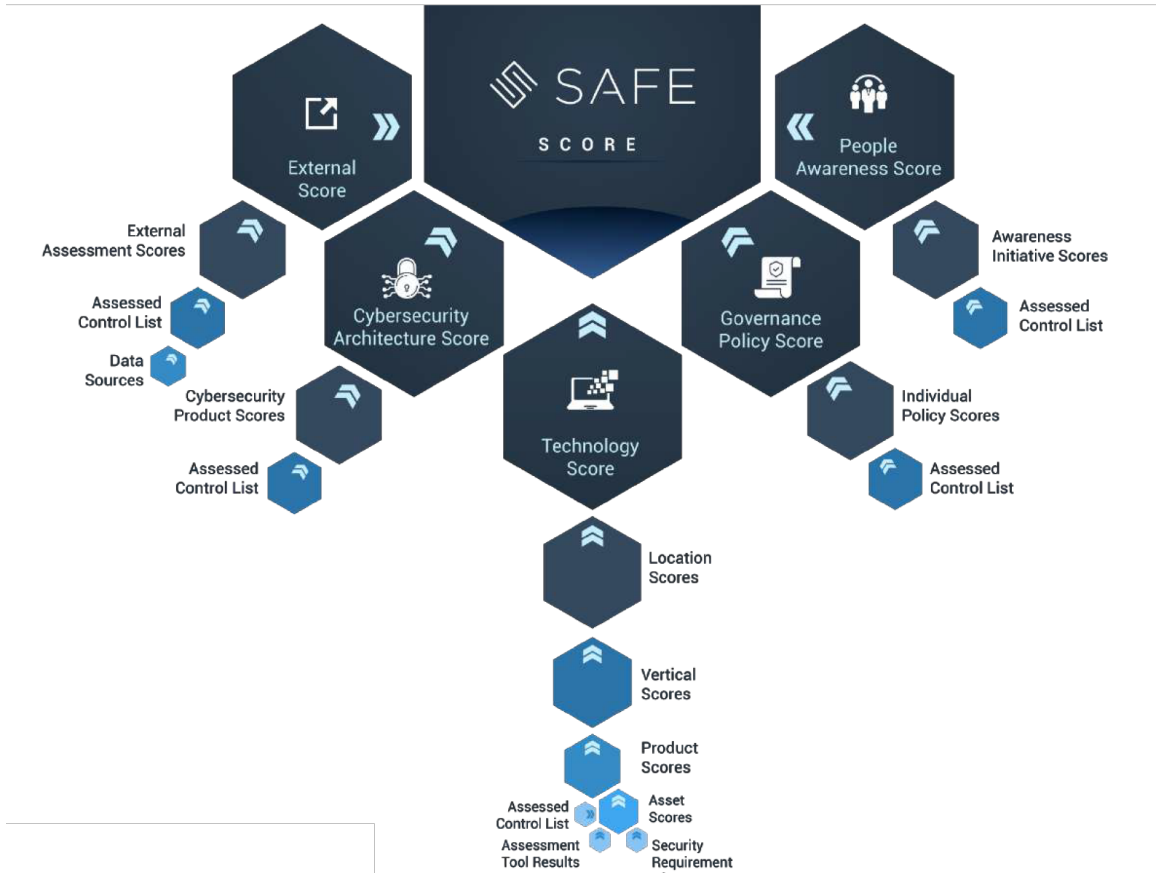 SAFE
SCORE
External
Score
People
Awareness Score
External
Assessment Scores
Awareness
Initiative Scores
Assessed
Control List
Assessed
Control List
Cybersecurity
Architecture Score
Governance
Policy Score
Data
Sources
Cybersecurity
Product Scores
Individual
Policy Scores
Technology
Score
Assessed
Control List
Assessed
Control List
Location
Scores
Vertical
Scores
Product
Scores
Assessed
Control List
Asset
Scores
Assessment
Tool Results
Security
Requirement